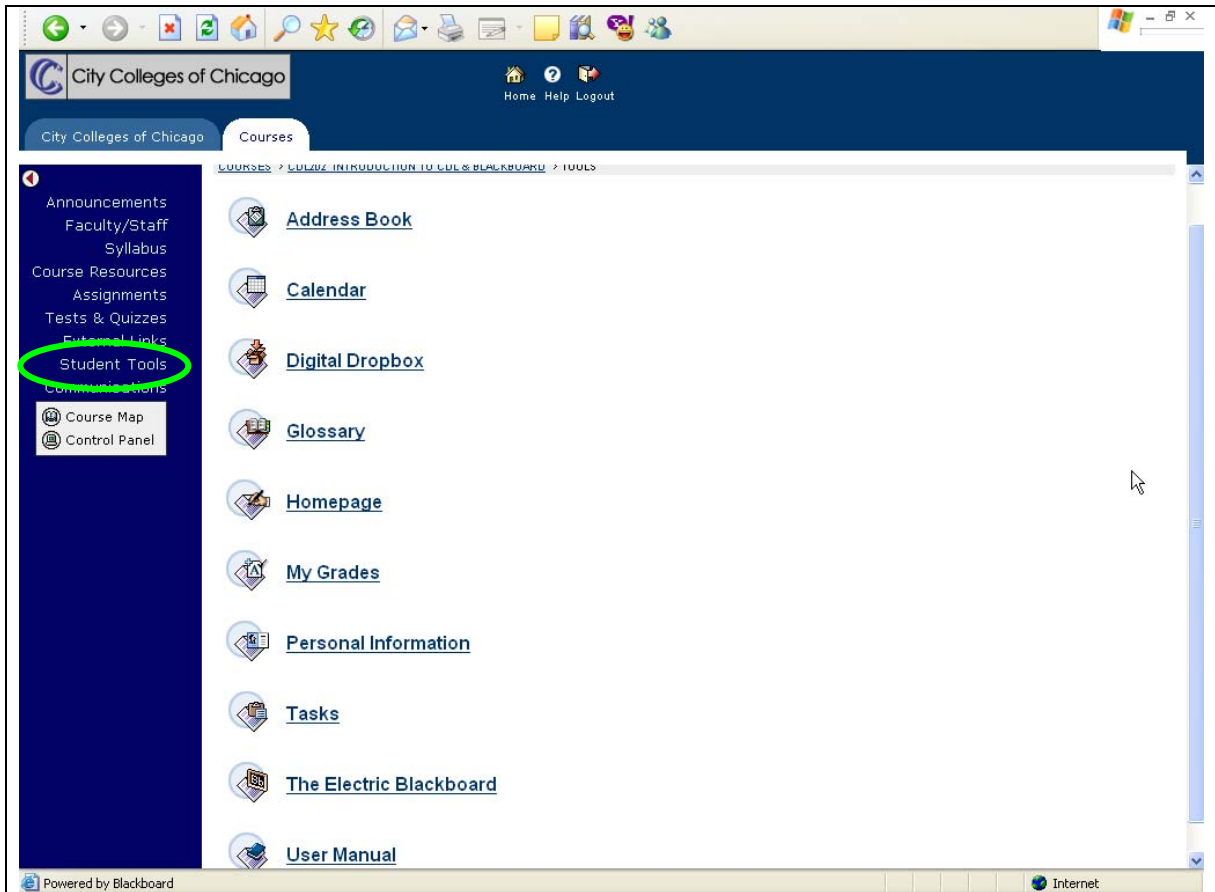 City Colleges of Chicago
Home Help Logout
City Colleges of Chicago Courses
COURSES > CDL202 INTRODUCTION TO CDL & BLACKBOARD > TOOLS
Announcements
Faculty/Staff
Syllabus
Course Resources
Assignments
Tests & Quizzes
External Links
Student Tools
Communications
Course Map
Control Panel
Address Book
Calendar
Digital Dropbox
Glossary
Homepage
My Grades
Personal Information
Tasks
The Electric Blackboard
User Manual
Powered by Blackboard
Internet